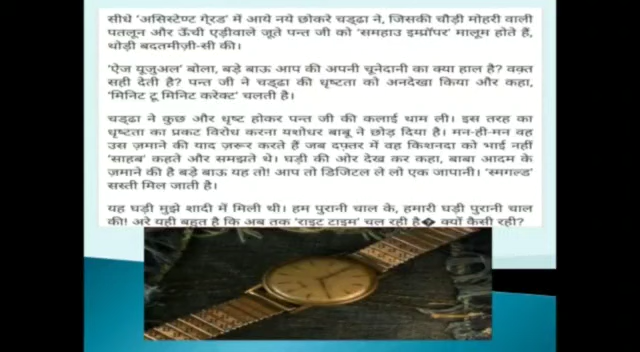 सीधे 'असिस्टेण्ट गे्रड' में आये नये छोकरे चड्ढा ने, जिसकी चौड़ी मोहरी वाली
पतलून और ऊँची एड़ीवाले जूते पन्त जी को 'समहाउ इम्प्रॉपर' मालूम होते हैं,
थोड़ी बदतमीज़ी-सी की।
'ऐज यूजुअल' बोला, बड़े बाऊ आप की अपनी चूनेदानी का क्या हाल है? वक़्त
सही देती है? पन्त जी ने चड्ढा की धृष्टता को अनदेखा किया और कहा,
'मिनिट टू मिनिट करेक्ट' चलती है।
चड्ढा ने कुछ और धृष्ट होकर पन्त जी की कलाई थाम ली। इस तरह का
धृष्टता का प्रकट विरोध करना यशोधर बाबू ने छोड़ दिया है। मन-ही-मन वह
उस ज़माने की याद ज़रूर करते हैं जब दफ़्तर में वह किशनदा को भाई नहीं
'साहब' कहते और समझते थे। घड़ी की ओर देख कर कहा, बाबा आदम के
ज़माने की है बड़े बाऊ यह तो! आप तो डिजिटल ले लो एक जापानी। 'स्मगल्ड'
सस्ती मिल जाती है।
यह घड़ी मुझे शादी में मिली थी। हम पुरानी चाल के, हमारी घड़ी पुरानी चाल
की! अरे यही बहुत है कि अब तक 'राइट टाइम' चल रही है� क्यों कैसी रही?